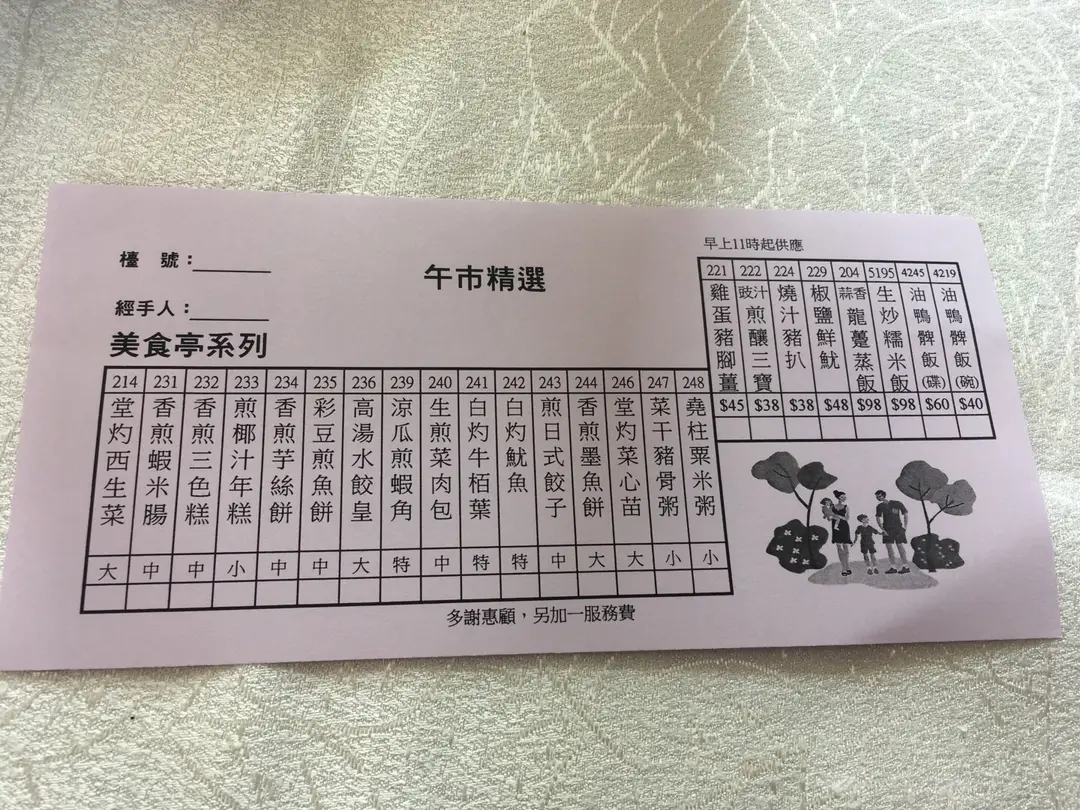 檯 號：______
午市精選
經手人：______
美食亭系列
214 231 232 233 234 235 236 239 240 241 242 243 244 246 247 248
堂灼西生菜
香煎蝦米腸
香煎三色糕
煎椰汁年糕
香煎芋絲餅
彩豆煎魚餅
高湯水餃皇
涼瓜煎蝦角
生煎菜肉包
白灼牛栢葉
白灼魷魚
煎日式餃子
香煎墨魚餅
堂灼菜心苗
菜干豬骨粥
堯柱粟米粥
大 中 中 小 中 中 大 特 中 特 特 中 大 大 小 小
早上11時起供應
221 222 224 229 204 5195 4245 4219
雞蛋豬腳薑
豉汁煎釀三寶
燒汁豬扒
椒鹽鮮魷
蒜香龍躉蒸飯
生炒糯米飯
油鴨髀飯(碟)
油鴨髀飯(碗)
$45 $38 $38 $48 $98 $98 $60 $40
多謝惠顧，另加一服務費